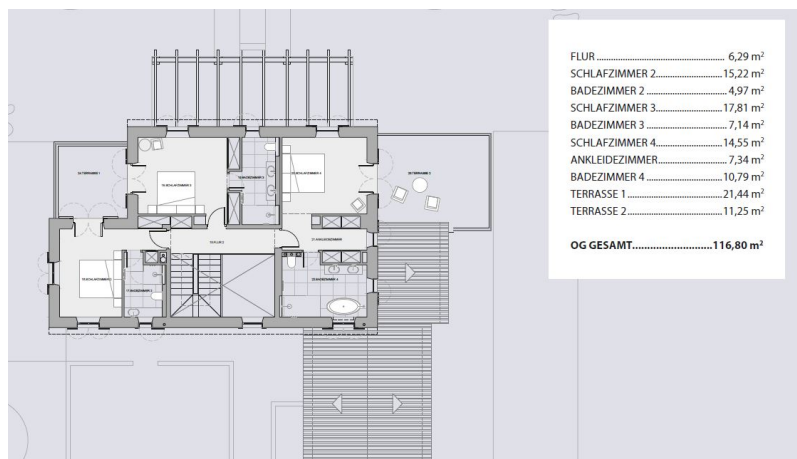 FLUR 6,29 m²
SCHLAFZIMMER 2 15,22 m²
BADEZIMMER 2 4,97 m²
SCHLAFZIMMER 3 17,81 m²
BADEZIMMER 3 7,14 m²
SCHLAFZIMMER 4 14,55 m²
ANKLEIDEZIMMER 7,34 m²
BADEZIMMER 4 10,79 m²
TERRASSE 1 21,44 m²
TERRASSE 2 11,25 m²
OG GESAMT 116,80 m²